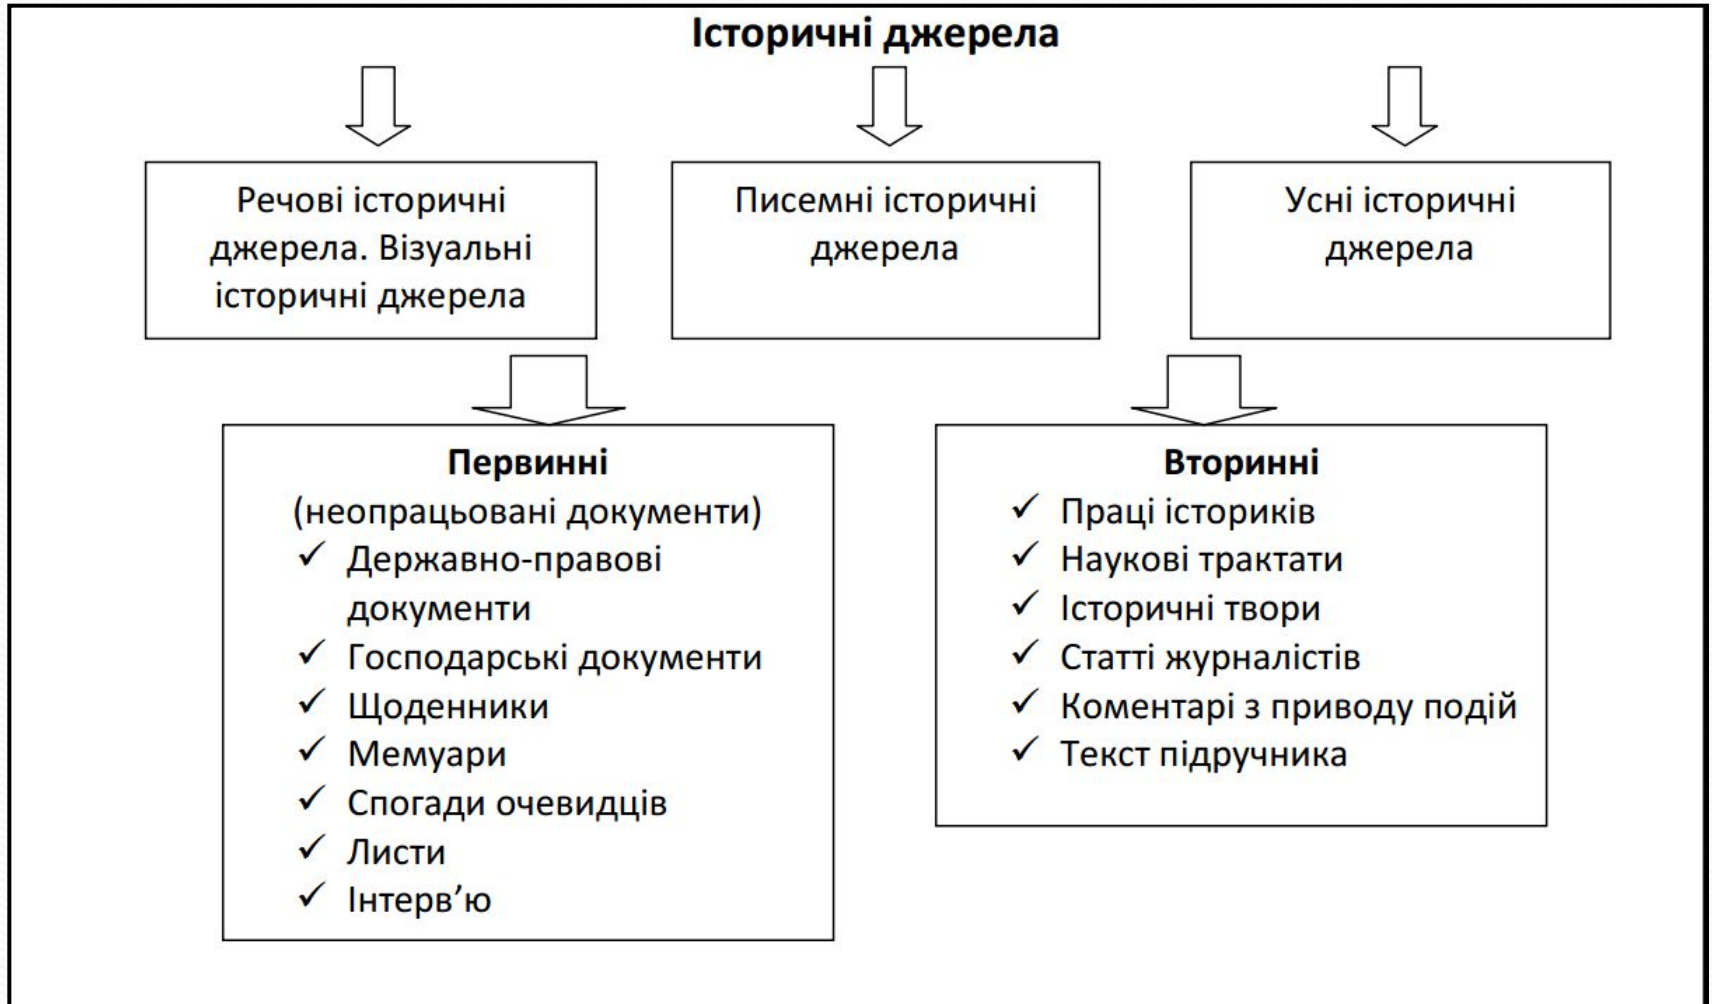 Історичні джерела
Речові історичні
джерела. Візуальні
історичні джерела
Писемні історичні
джерела
Усні історичні
джерела
Первинні
(неопрацьовані документи)
✓ Державно-правові
документи
✓ Господарські документи
✓ Щоденники
✓ Мемуари
✓ Спогади очевидців
✓ Листи
✓ Інтерв’ю
Вторинні
✓ Праці істориків
✓ Наукові трактати
✓ Історичні твори
✓ Статті журналістів
✓ Коментарі з приводу подій
✓ Текст підручника